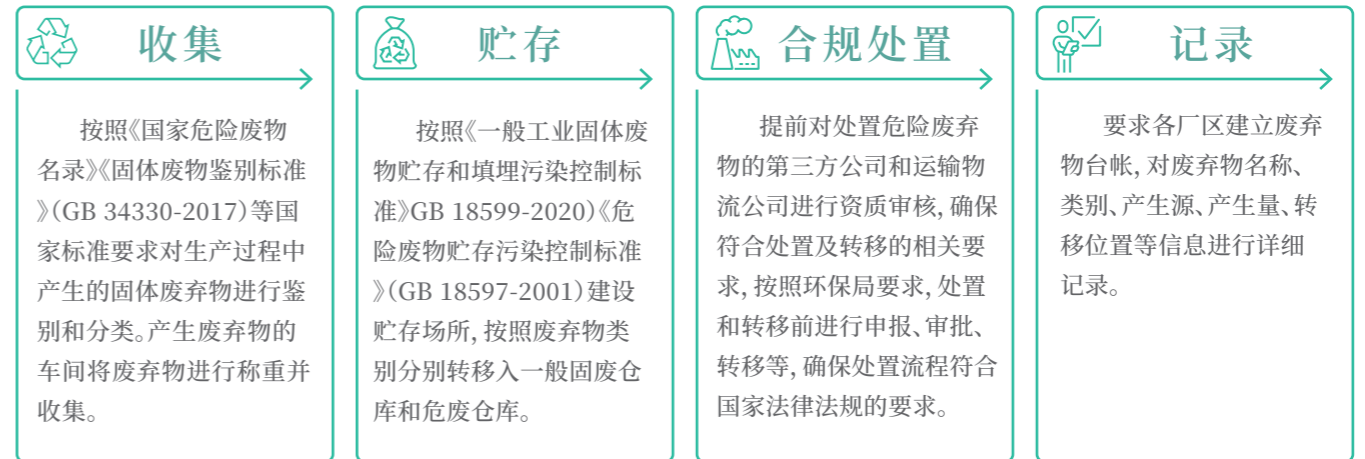 收集
按照《国家危险废物
名录》《固体废物鉴别标准
》（GB 34330-2017）等国
家标准要求对生产过程中
产生的固体废弃物进行鉴
别和分类。产生废弃物的
车间将废弃物进行称重并
收集。
贮存
按照《一般工业固体废
物贮存和填埋污染控制标
准》GB 18599-2020）《危
险废物贮存污染控制标准
》（GB 18597-2001）建设
贮存场所，按照废弃物类
别分别转移入一般固废仓
库和危废仓库。
合规处置
提前对处置危险废弃
物的第三方公司和运输物
流公司进行资质审核，确保
符合处置及转移的相关要
求，按照环保局要求，处置
和转移前进行申报、审批、
转移等，确保处置流程符合
国家法律法规的要求。
记录
要求各厂区建立废弃
物台帐，对废弃物名称、
类别、产生源、产生量、转
移位置等信息进行详细
记录。